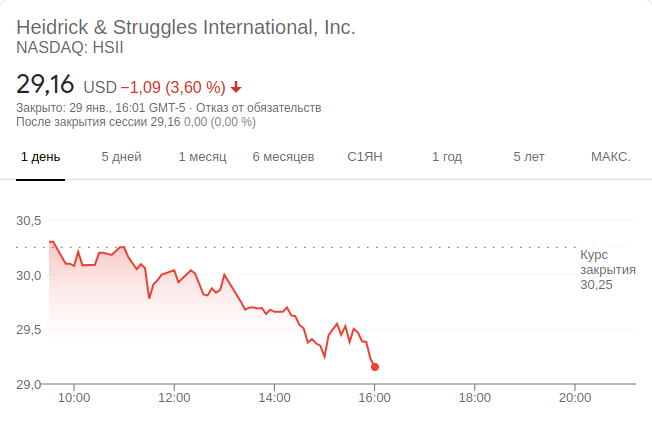 Heidrick & Struggles International, Inc.
NASDAQ: HSII
29,16 USD −1,09 (3,60 %)
Закрыто: 29 янв., 16:01 GMT-5 · Отказ от обязательств
После закрытия сессии 29,16 0,00 (0,00 %)
1 день 5 дней 1 месяц 6 месяцев С1ЯН 1 год 5 лет МАКС.
30,5
Курс
закрытия
30,25
30,0
29,5
29,0
10:00 12:00 14:00 16:00 18:00 20:00